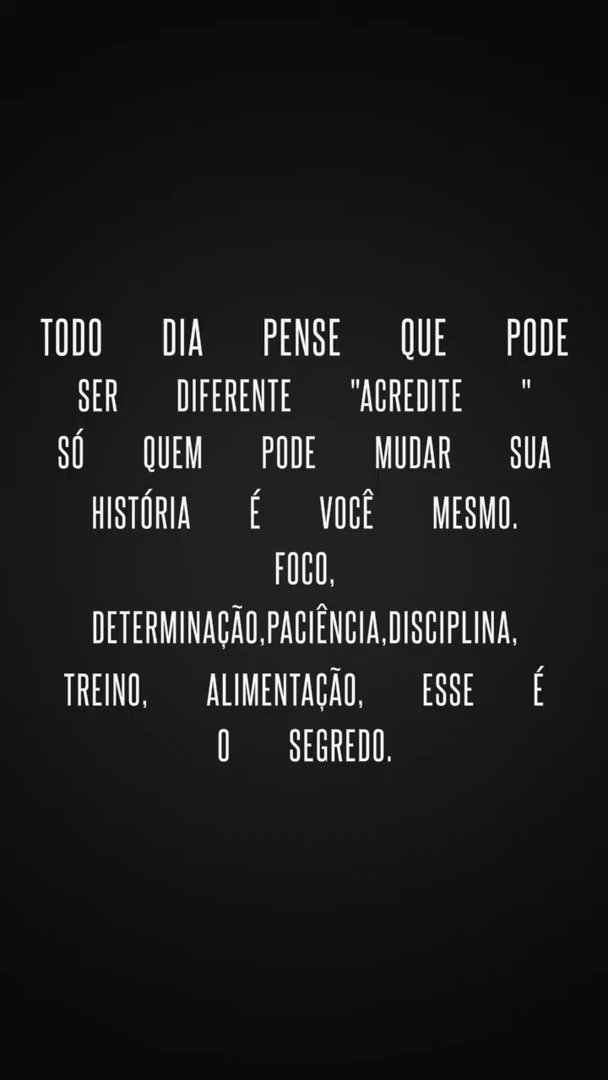 TODO DIA PENSE QUE PODE
SER DIFERENTE "ACREDITE "
SÓ QUEM PODE MUDAR SUA
HISTÓRIA É VOCÊ MESMO.
FOCO,
DETERMINAÇÃO,PACIÊNCIA,DISCIPLINA,
TREINO, ALIMENTAÇÃO, ESSE É
O SEGREDO.